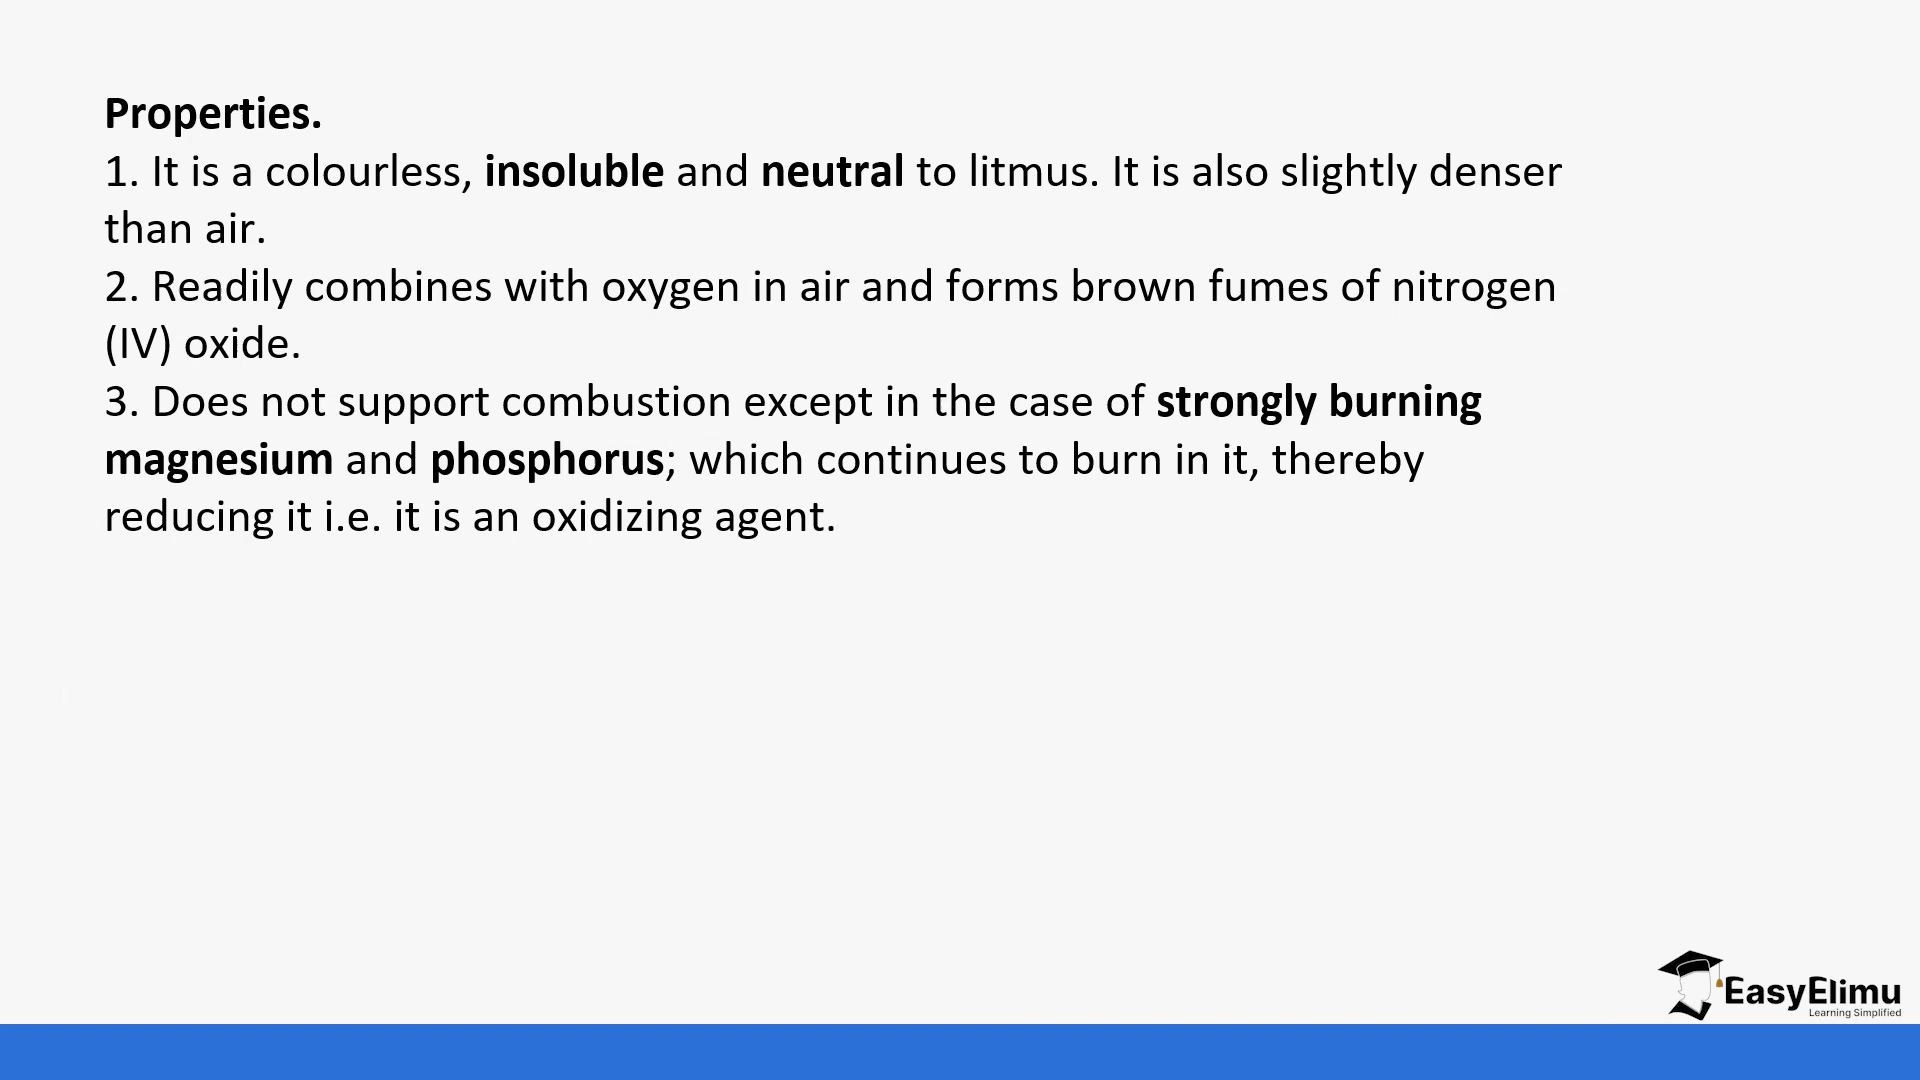 Properties.
1. It is a colourless, insoluble and neutral to litmus. It is also slightly denser
than air.
2. Readily combines with oxygen in air and forms brown fumes of nitrogen
(IV) oxide.
3. Does not support combustion except in the case of strongly burning
magnesium and phosphorus; which continues to burn in it, thereby
reducing it i.e. it is an oxidizing agent.
EasyElimu
Learning Simplified